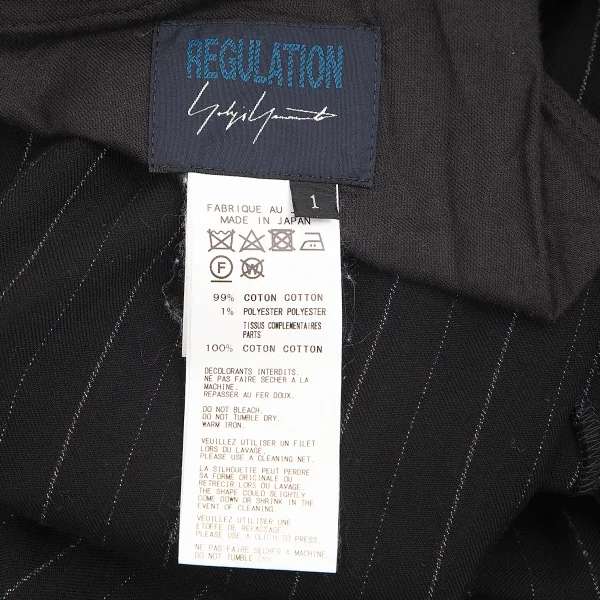 REGULATION
Yohji Yamamoto
1
FABRIQUE AU
MADE IN JAPAN
F
W
99% COTON COTTON
1% POLYESTER POLYESTER
TISSUS COMPLEMENTAIRES
PARTS
100% COTON COTTON
DECOLORANTS INTERDITS.
NE PAS FAIRE SECHER A LA
MACHINE.
REPASSER AU FER DOUX.
DO NOT BLEACH.
DO NOT TUMBLE DRY.
WARM IRON.
VEUILLEZ UTILISER UN FILET
LORS DU LAVAGE.
PLEASE USE A CLEANING NET.
LA SILHOUETTE PEUT PERDRE
SA FORME ORIGINALE OU
RETRECIR LORS DU LAVAGE.
THE SHAPE COULD SLIGHTLY
COME DOWN OR SHRINK IN THE
EVENT OF CLEANING.
VEUILLEZ UTILISER UNE
ETOFFE DE REPASSAGE
PLEASE USE A CLOTH TO PRESS.
NE PAS FAIRE SECHER A MACHINE
DO NOT TUMBLE DRY.